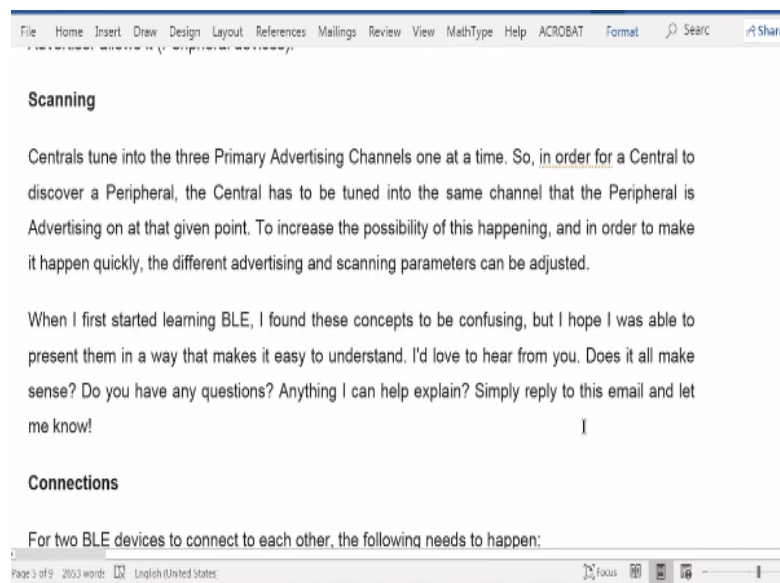 File Home Insert Draw Design Layout References Mailings Review View MathType Help ACROBAT Format Searc Shar
Scanning
Centrals tune into the three Primary Advertising Channels one at a time. So, in order for a Central to
discover a Peripheral, the Central has to be tuned into the same channel that the Peripheral is
Advertising on at that given point. To increase the possibility of this happening, and in order to make
it happen quickly, the different advertising and scanning parameters can be adjusted.
When I first started learning BLE, I found these concepts to be confusing, but I hope I was able to
present them in a way that makes it easy to understand. I'd love to hear from you. Does it all make
sense? Do you have any questions? Anything I can help explain? Simply reply to this email and let
me know!
Connections
For two BLE devices to connect to each other, the following needs to happen:
Page 5 of 9 2653 words English (United States Focus